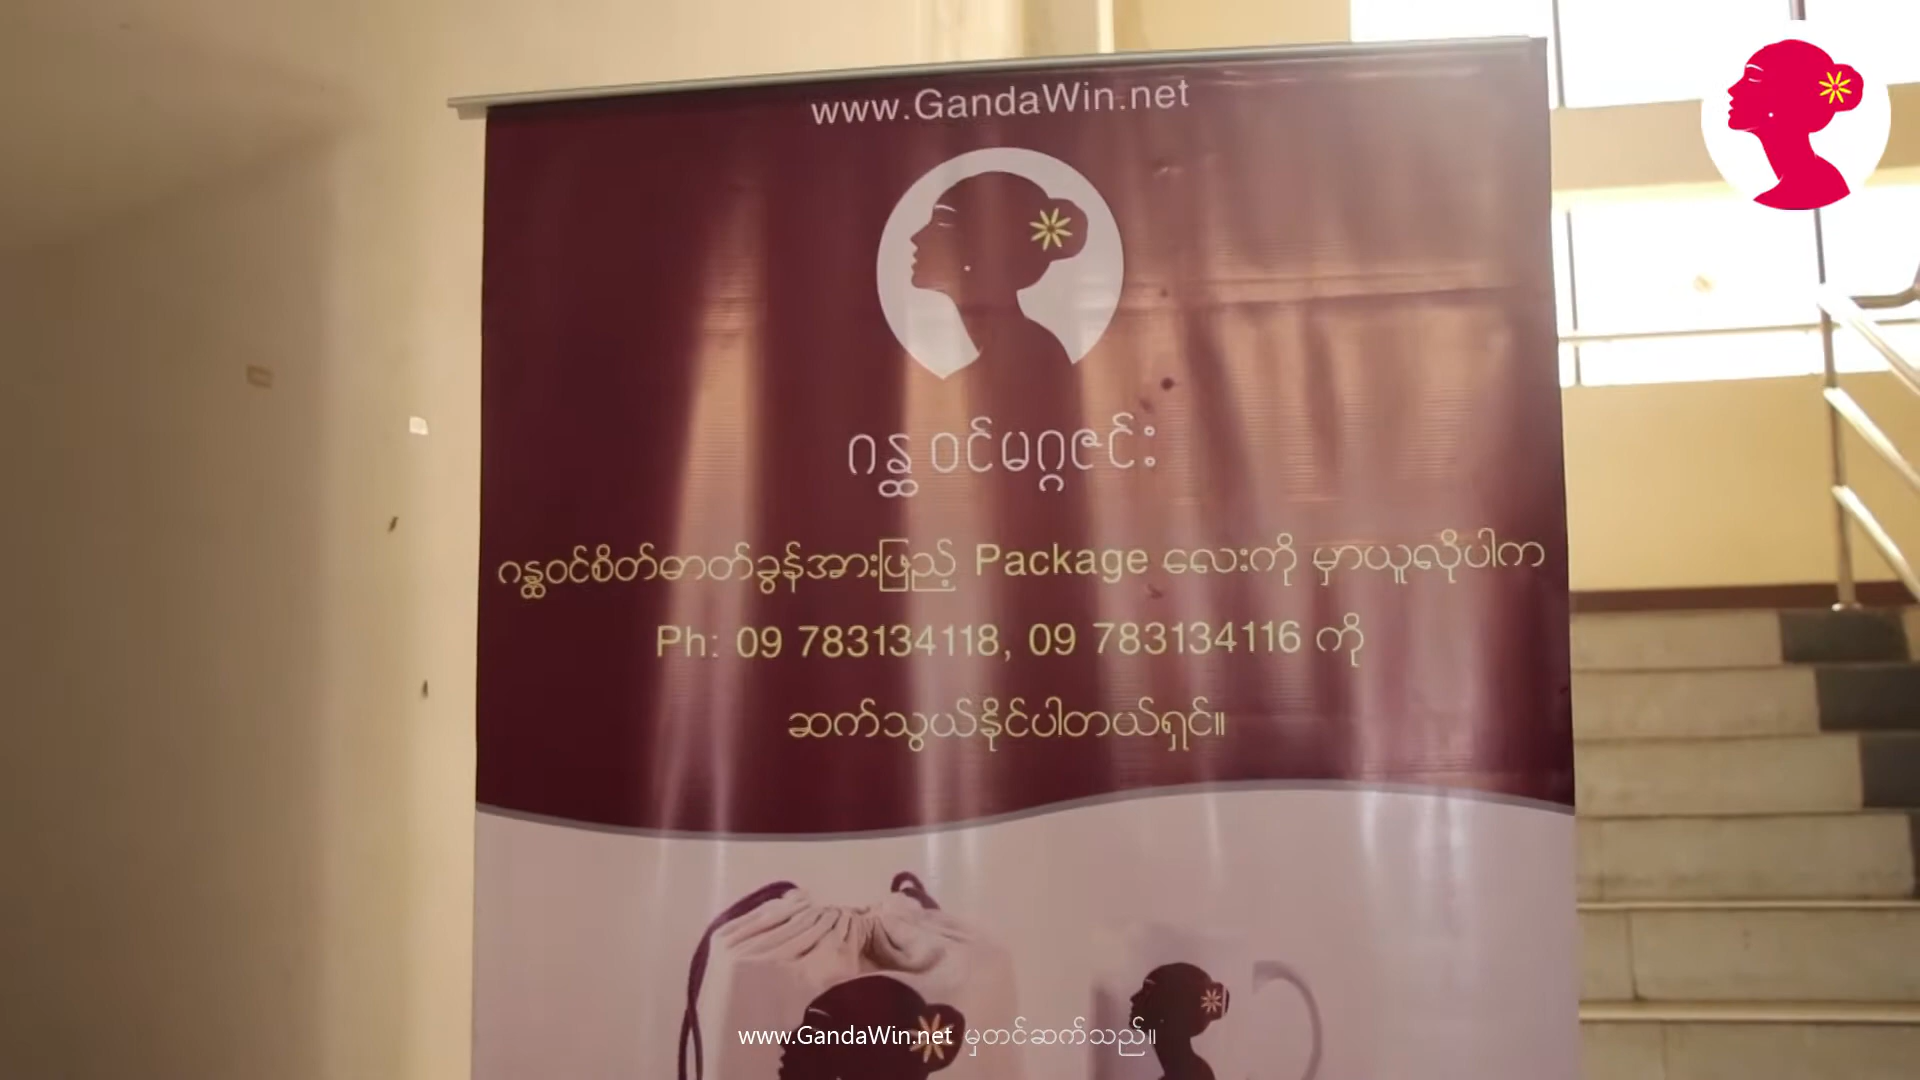 www.GandaWin.net
ဂန္ထဝင်မဂ္ဂဇင်း
ဂန္ထဝင်စိတ်ဓာတ်ခွန်အားဖြည့် Package လေးကို မှာယူလိုပါက
Ph: 09 783134118, 09 783134116 ကို
ဆက်သွယ်နိုင်ပါတယ်ရှင်။
www.GandaWin.net မှတင်ဆက်သည်။